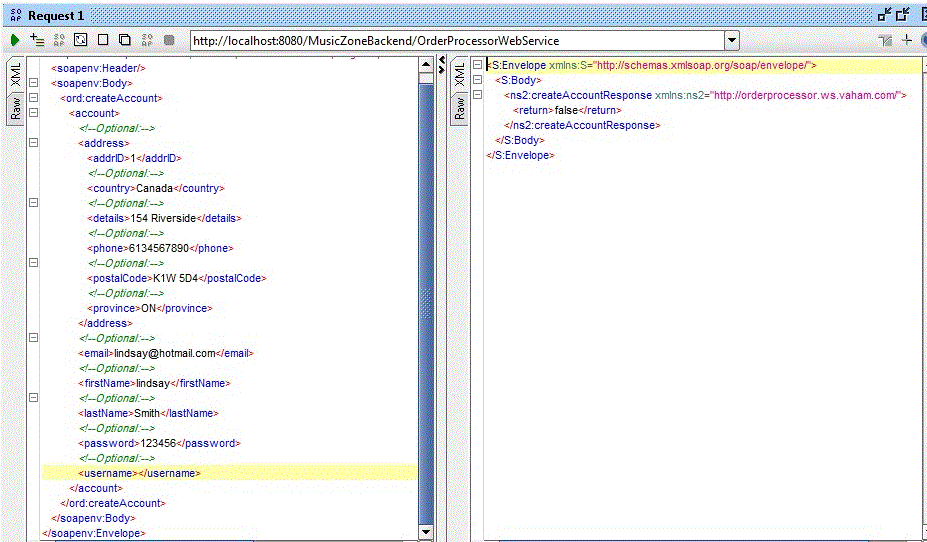 Request 1
http://localhost:8080/MusicZoneBackend/OrderProcessorWebService
XML
Raw
<soapenv:Header/>
<soapenv:Body>
<ord:createAccount>
<account>
<!--Optional:-->
<address>
<addrID>1</addrID>
<!--Optional:-->
<country>Canada</country>
<!--Optional:-->
<details>154 Riverside</details>
<!--Optional:-->
<phone>6134567890</phone>
<!--Optional:-->
<postalCode>K1W 5D4</postalCode>
<!--Optional:-->
<province>ON</province>
</address>
<!--Optional:-->
<email>lindsay@hotmail.com</email>
<!--Optional:-->
<firstName>lindsay</firstName>
<!--Optional:-->
<lastName>Smith</lastName>
<!--Optional:-->
<password>123456</password>
<!--Optional:-->
<username></username>
</account>
</ord:createAccount>
</soapenv:Body>
</soapenv:Envelope>
XML
Raw
<S:Envelope xmlns:S="http://schemas.xmlsoap.org/soap/envelope/">
<S:Body>
<ns2:createAccountResponse xmlns:ns2="http://orderprocessor.ws.vaham.com/">
<return>false</return>
</ns2:createAccountResponse>
</S:Body>
</S:Envelope>